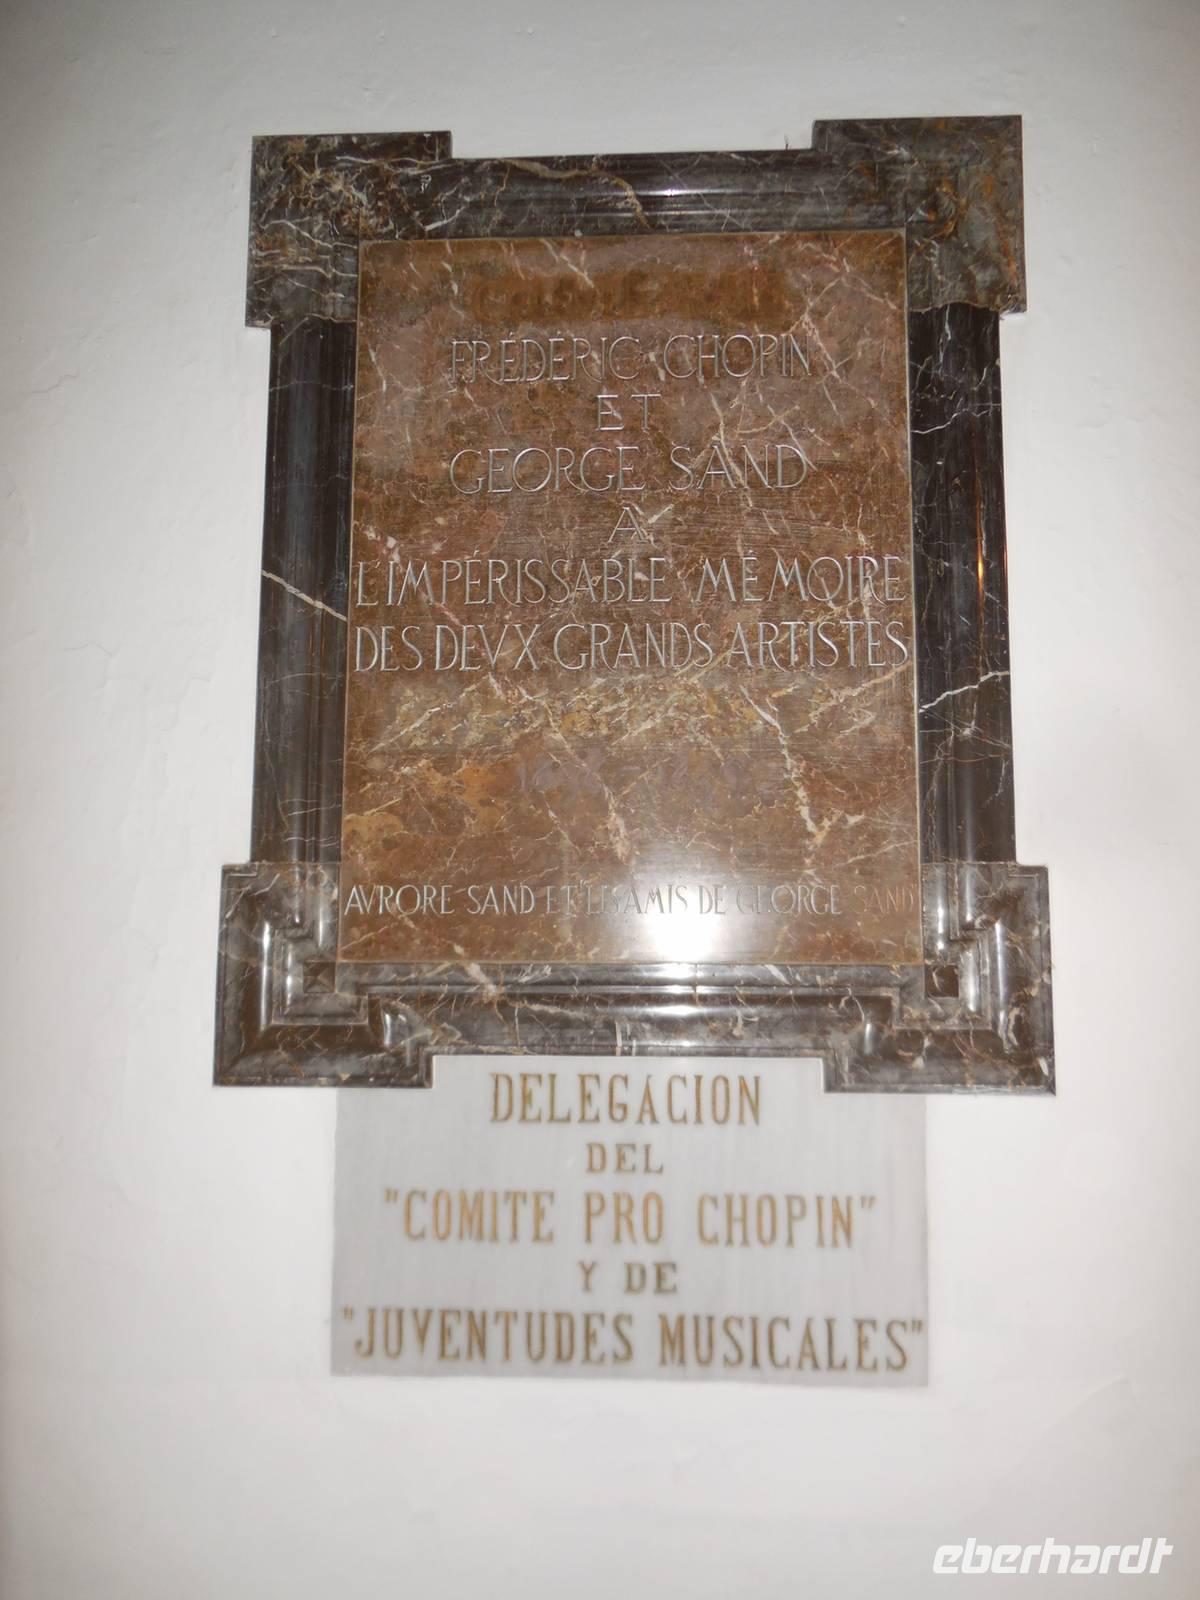 FRÉDÉRIC CHOPIN
ET
GEORGE SAND
A
L'IMPÉRISSABLE MÉMOIRE
DES DEVX GRANDS ARTISTES
AVRORE SAND ET LES AMIS DE GEORGE SAND
DELEGACION
DEL
"COMITE PRO CHOPIN"
Y DE
"JUVENTUDES MUSICALES"
eberhardt